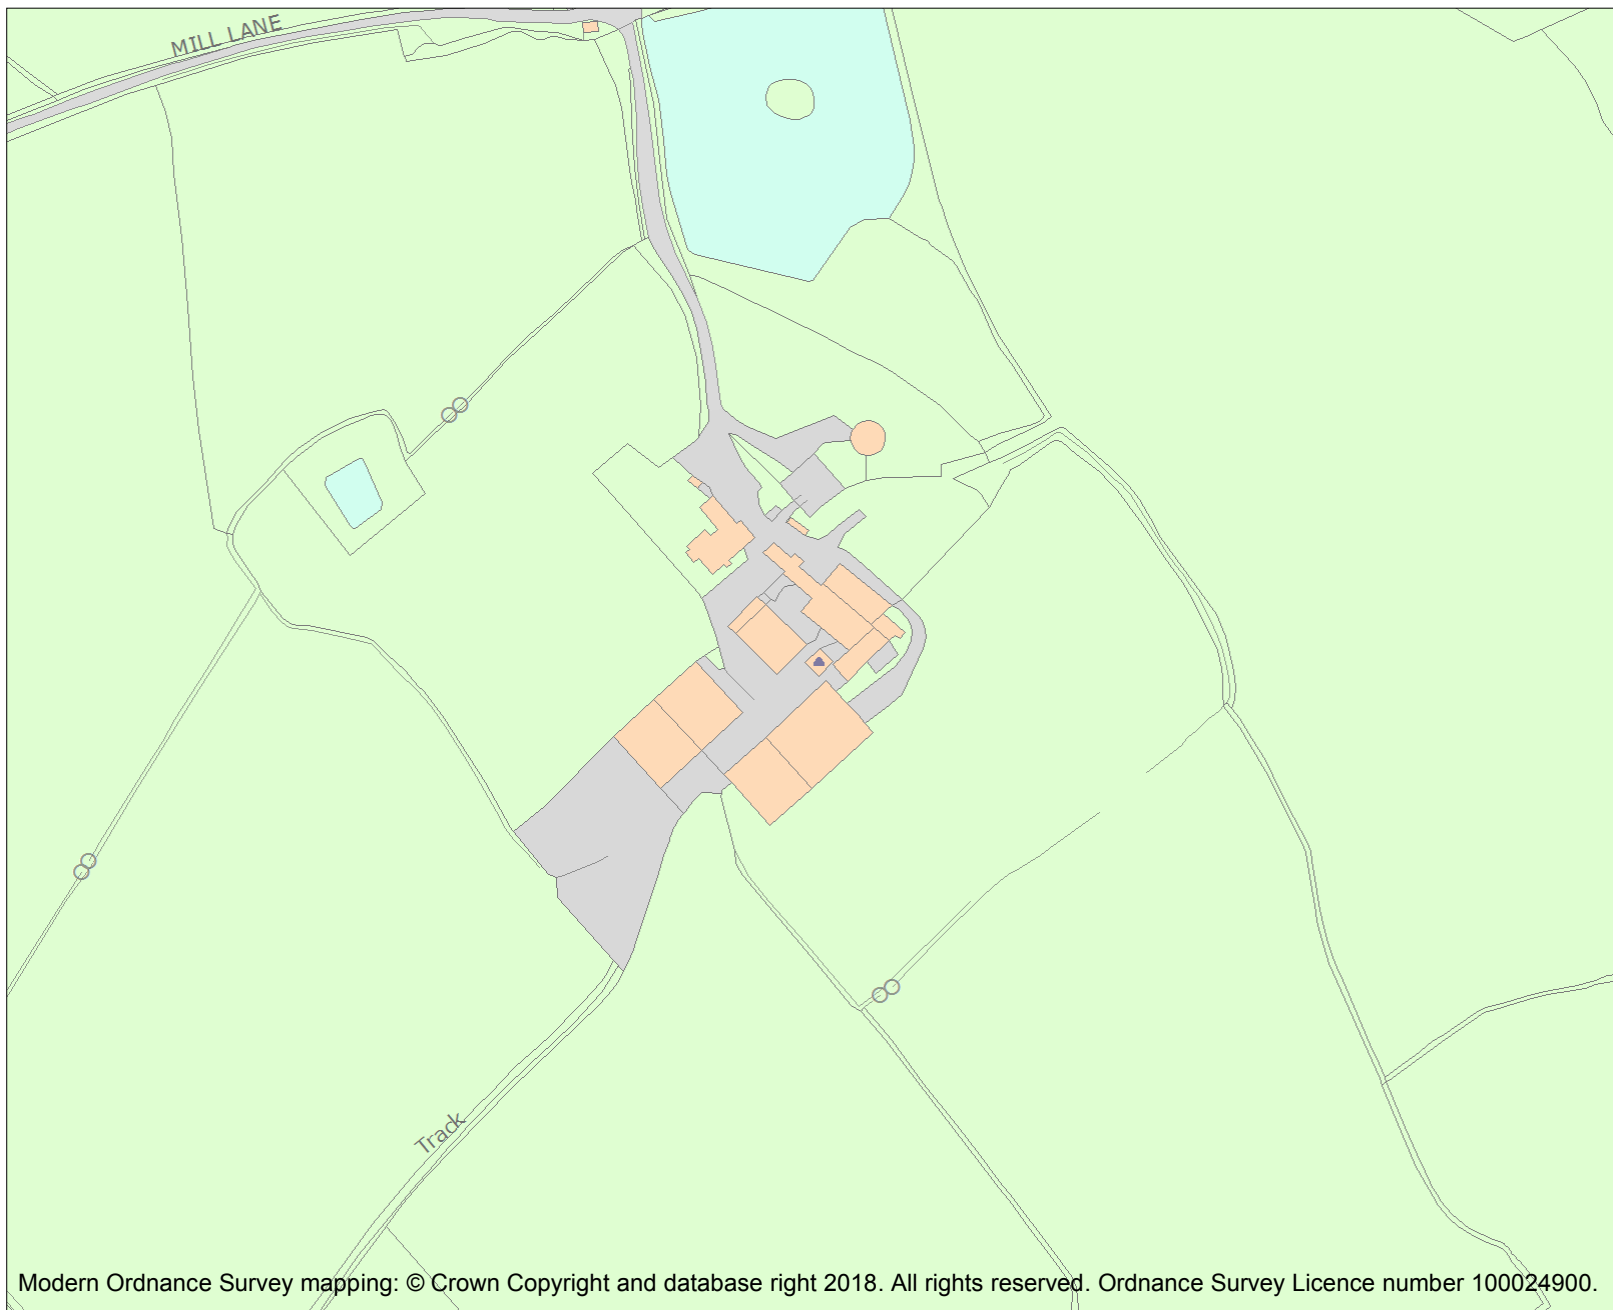 MILL LANE
Track
Modern Ordnance Survey mapping: © Crown Copyright and database right 2018. All rights reserved. Ordnance Survey Licence number 100024900.